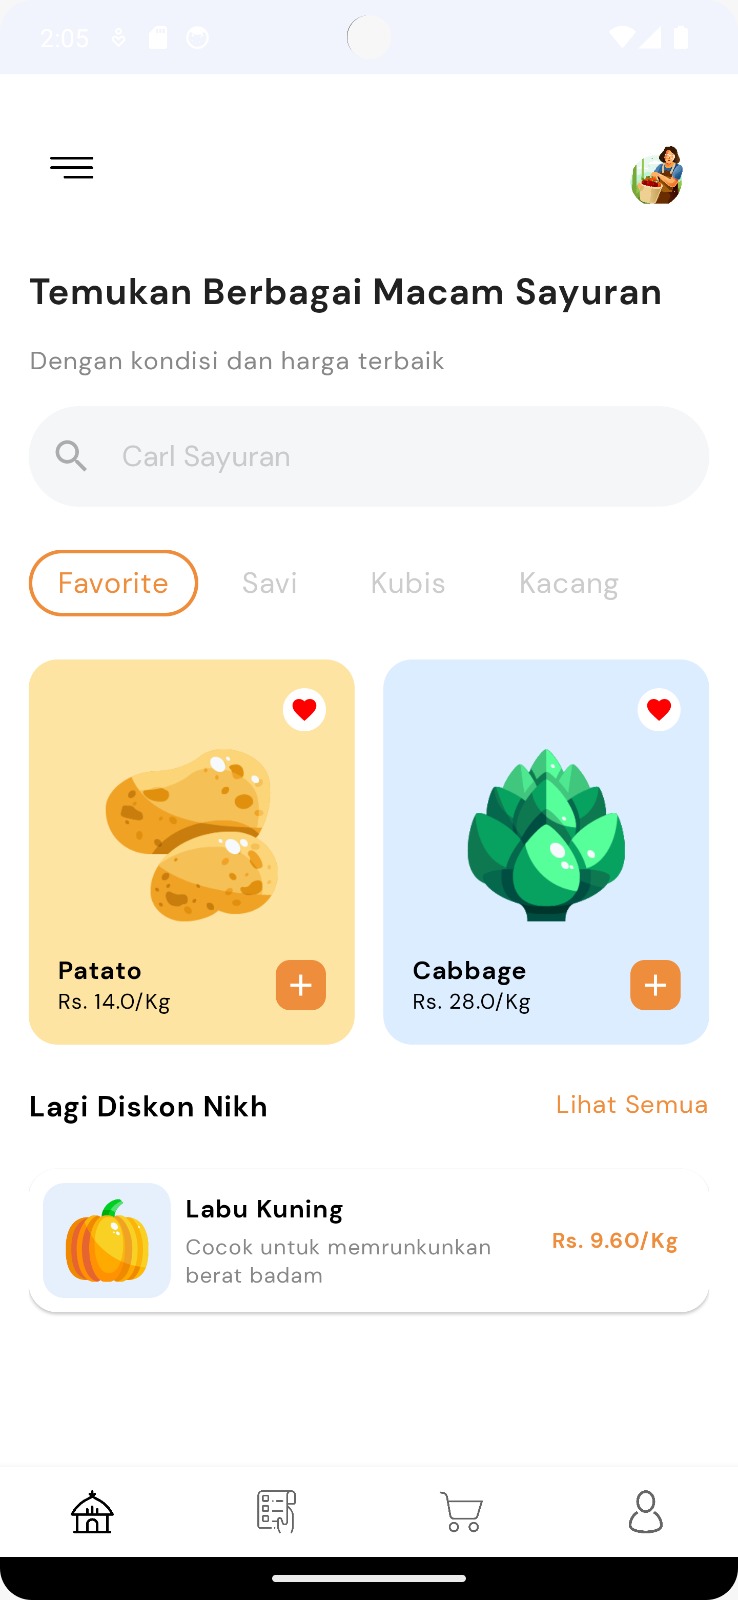 2:05
Temukan Berbagai Macam Sayuran
Dengan kondisi dan harga terbaik
Carl Sayuran
Favorite Savi Kubis Kacang
Patato
Rs. 14.0/Kg
Cabbage
Rs. 28.0/Kg
Lagi Diskon Nikh
Lihat Semua
Labu Kuning
Cocok untuk memrunkunkan
berat badam
Rs. 9.60/Kg